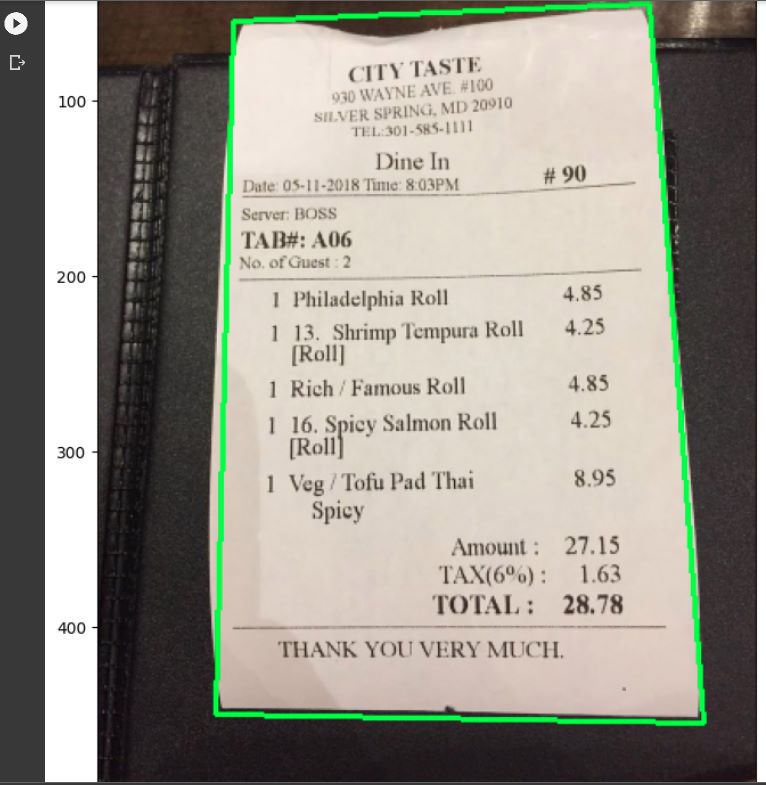 CITY TASTE
930 WAYNE AVE. #100
SILVER SPRING, MD 20910
TEL:301-585-1111
Dine In
Date: 05-11-2018 Time: 8:03PM # 90
Server: BOSS
TAB#: A06
No. of Guest : 2
1 Philadelphia Roll 4.85
1 13. Shrimp Tempura Roll 4.25
[Roll]
1 Rich / Famous Roll 4.85
1 16. Spicy Salmon Roll 4.25
[Roll]
1 Veg / Tofu Pad Thai 8.95
Spicy
Amount : 27.15
TAX(6%) : 1.63
TOTAL : 28.78
THANK YOU VERY MUCH.
100
200
300
400